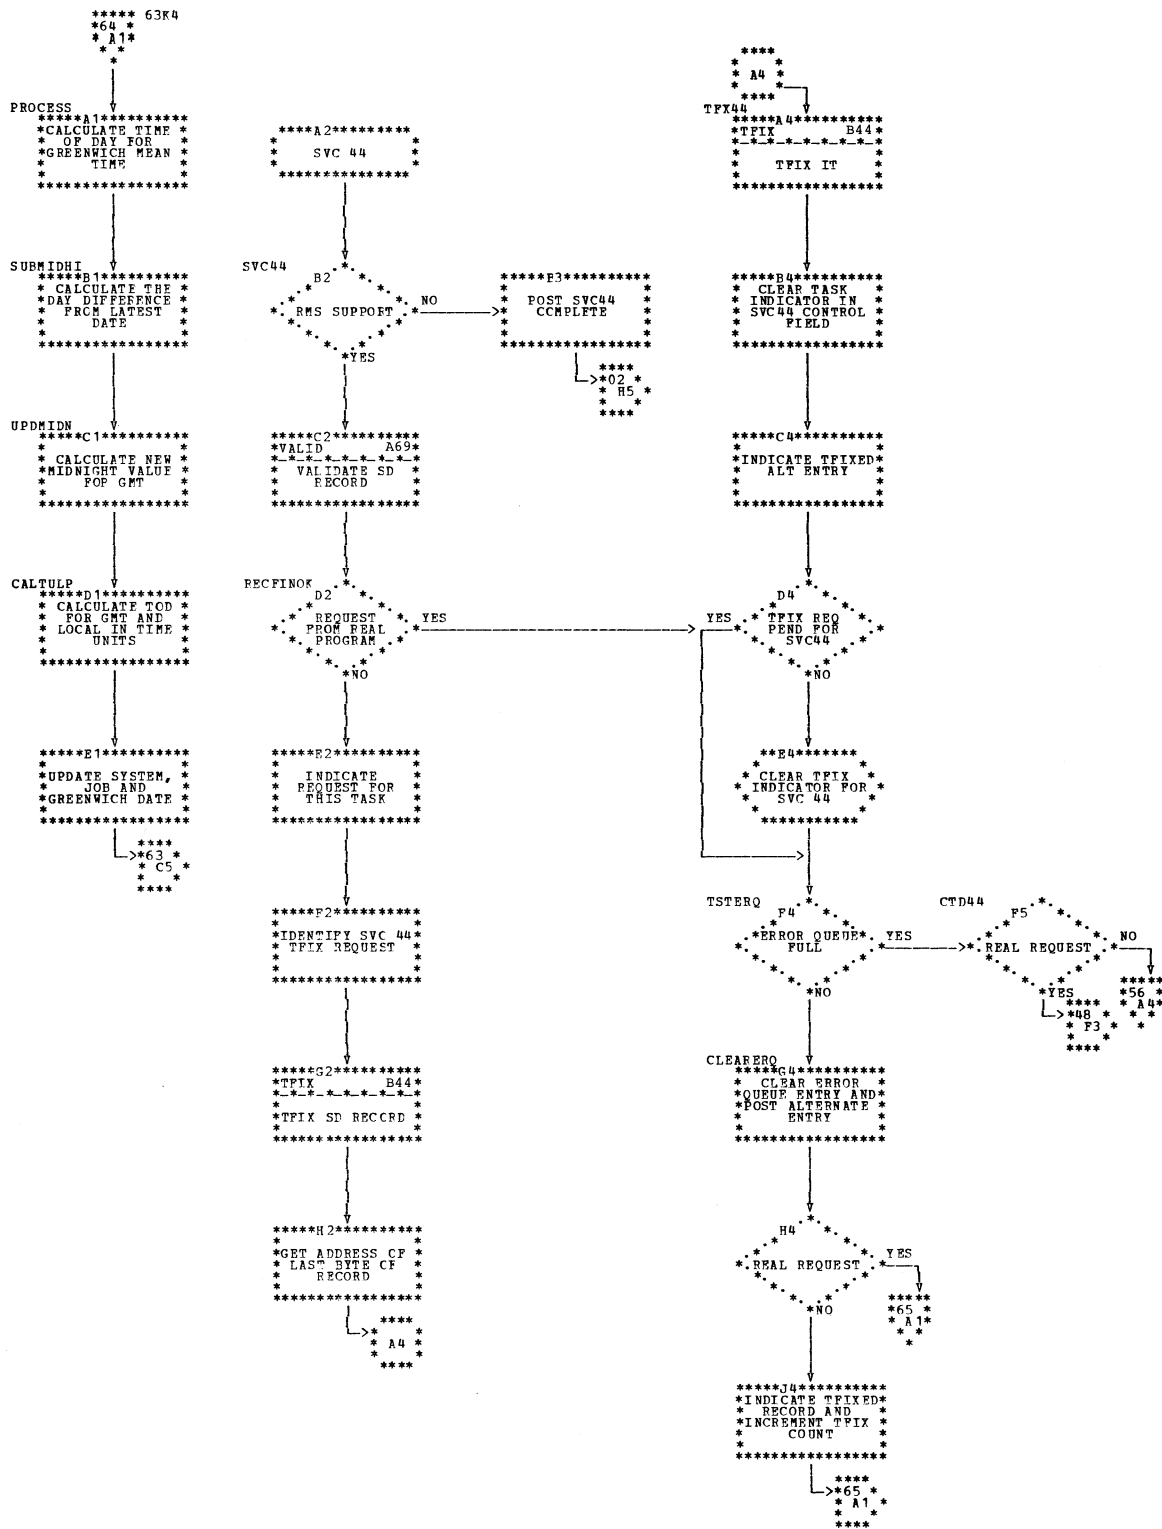 63K4
64
A1
PROCESS
A1
CALCULATE TIME
OF DAY FOR
GREENWICH MEAN
TIME
SUBMIDHI
B1
CALCULATE THE
DAY DIFFERENCE
FROM LATEST
DATE
UPDMIDN
C1
CALCULATE NEW
MIDNIGHT VALUE
FOP GMT
CALTULP
D1
CALCULATE TOD
FOR GMT AND
LOCAL IN TIME
UNITS
E1
UPDATE SYSTEM,
JOB AND
GREENWICH DATE
63
C5
A2
SVC 44
SVC44
B2
RMS SUPPORT
NO
YES
B3
POST SVC44
COMPLETE
02
H5
C2
VALID A69
VALIDATE SD
RECORD
RECFINOK
D2
REQUEST
FROM REAL
PROGRAM
YES
NO
E2
INDICATE
REQUEST FOR
THIS TASK
F2
IDENTIFY SVC 44
TFIX REQUEST
G2
TFIX B44
TFIX SD RECORD
H2
GET ADDRESS OF
LAST BYTE OF
RECORD
A4
A4
TFX44
A4
TFIX B44
TFIX IT
B4
CLEAR TASK
INDICATOR IN
SVC44 CONTROL
FIELD
C4
INDICATE TFIXED
ALT ENTRY
D4
YES
TFIX REQ
PEND FOR
SVC44
NO
E4
CLEAR TFIX
INDICATOR FOR
SVC 44
TSTERQ
F4
ERROR QUEUE
FULL
YES
NO
CTD44
F5
REAL REQUEST
NO
YES
56
A4
48
F3
CLEARERQ
G4
CLEAR ERROR
QUEUE ENTRY AND
POST ALTERNATE
ENTRY
H4
REAL REQUEST
YES
NO
65
A1
J4
INDICATE TFIXED
RECORD AND
INCREMENT TFIX
COUNT
65
A1